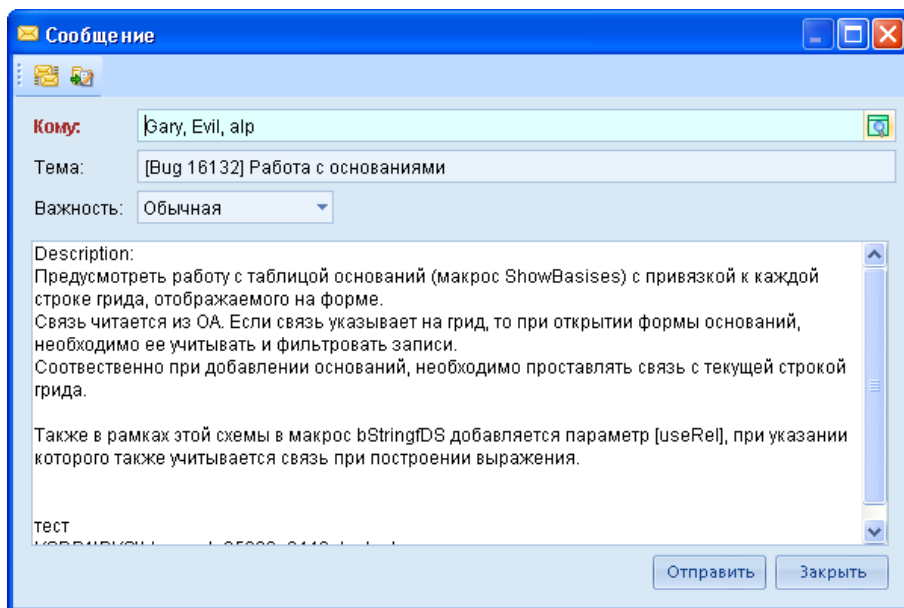 Сообщение
Кому:
Gary, Evil, alp
Тема:
[Bug 16132] Работа с основаниями
Важность:
Обычная
Description:
Предусмотреть работу с таблицой оснований (макрос ShowBasises) с привязкой к каждой
строке грида, отображаемого на форме.
Связь читается из ОА. Если связь указывает на грид, то при открытии формы оснований,
необходимо ее учитывать и фильтровать записи.
Соотвественно при добавлении оснований, необходимо проставлять связь с текущей строкой
грида.
Также в рамках этой схемы в макрос bStringfDS добавляется параметр [useRel], при указании
которого также учитывается связь при построении выражения.
тест
Отправить
Закрыть